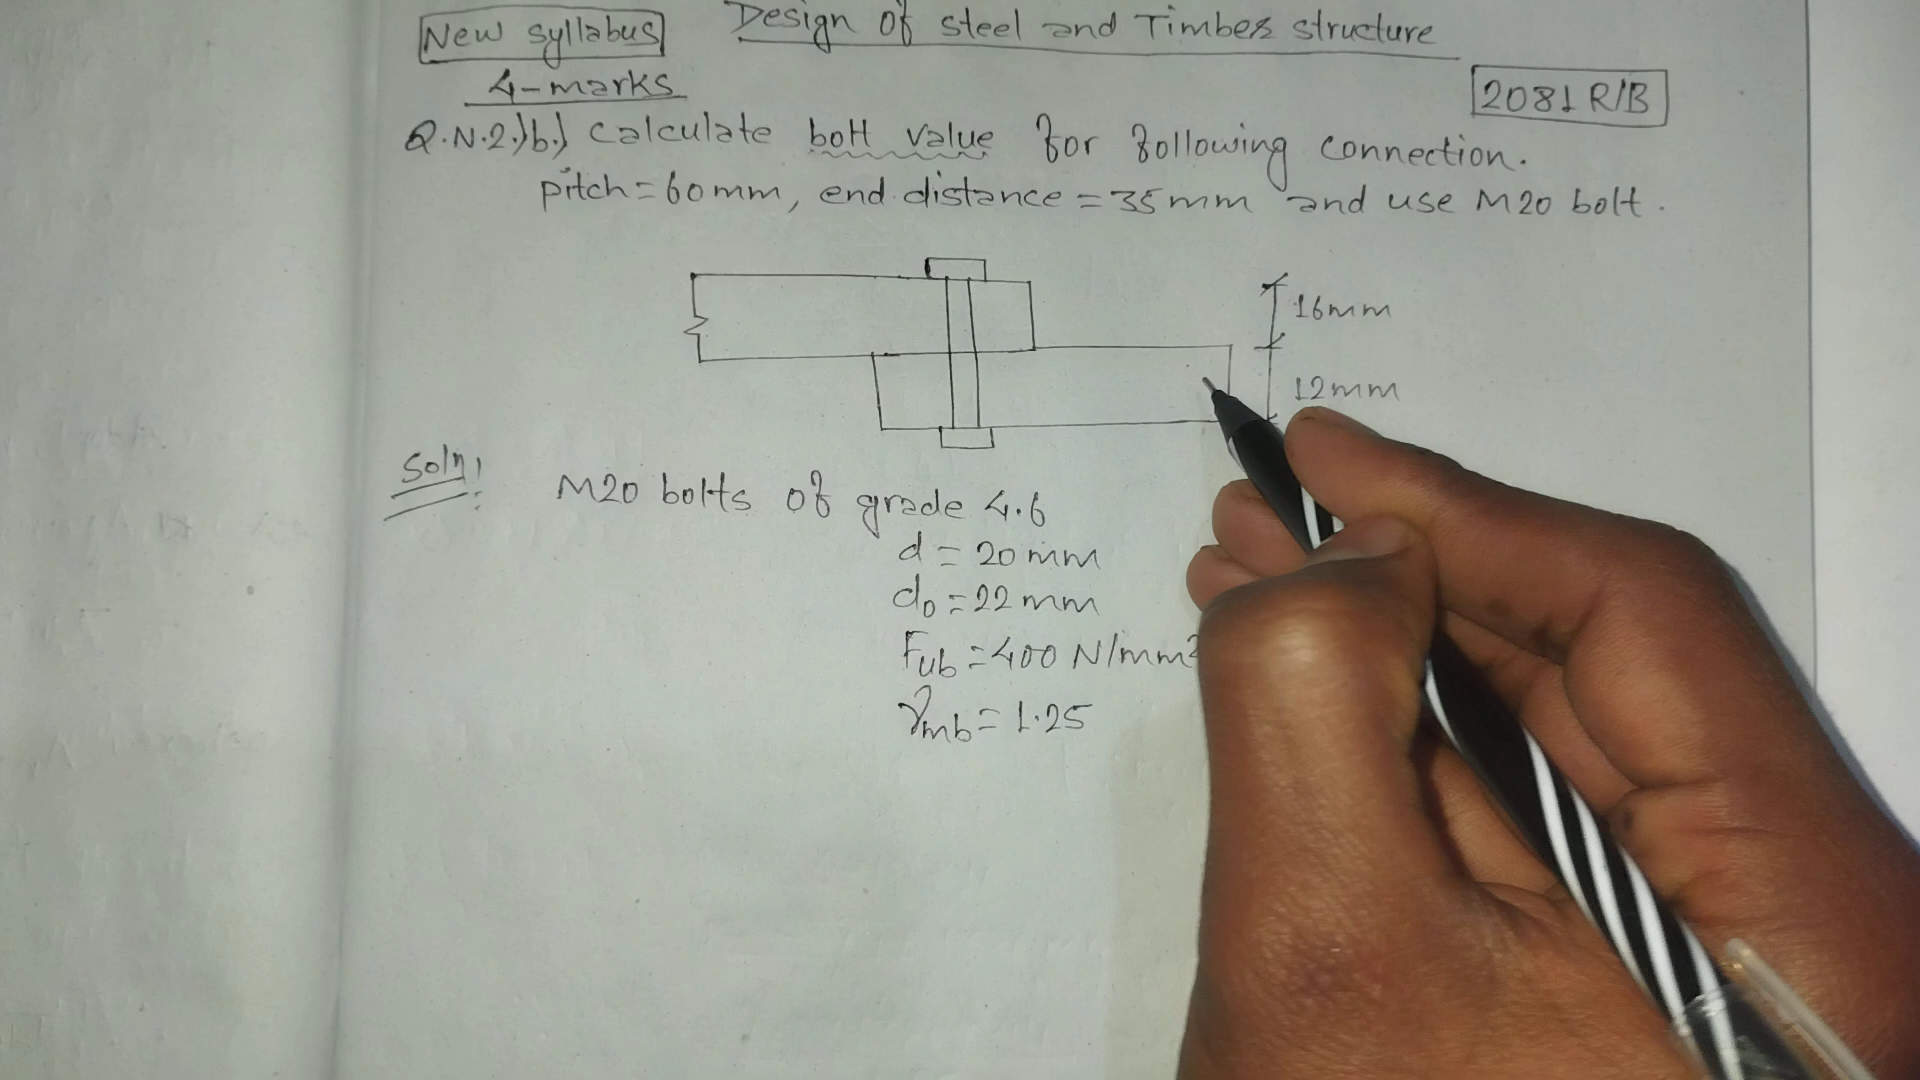 New syllabus
Design of steel and Timber structure
4-marks
2081 R/B
Q.N.2.)b.) Calculate bolt value for following connection.
pitch = 60mm, end distance = 35mm and use M20 bolt.
16mm
12mm
Soln:
M20 bolts of grade 4.6
d = 20mm
d₀ = 22mm
Fub = 400 N/mm²
γmb = 1.25